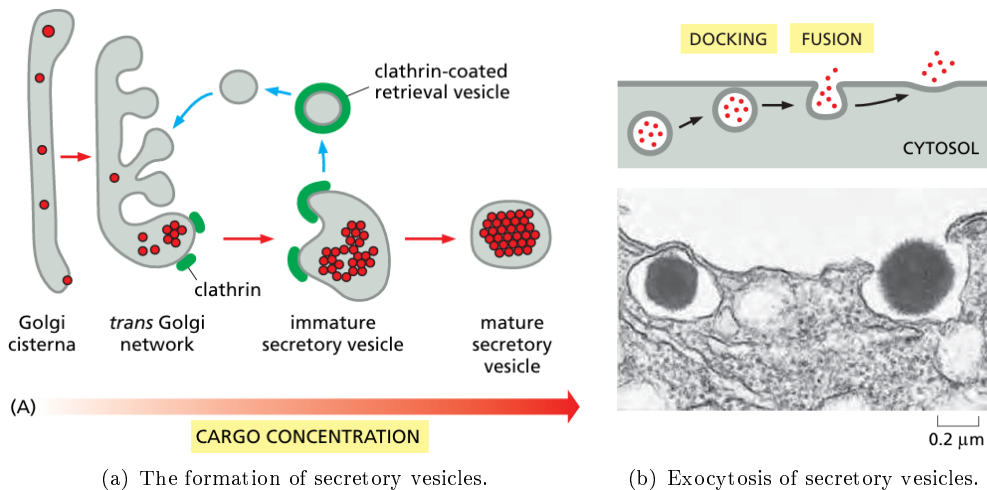 clathrin-coated
retrieval vesicle
clathrin
Golgi
cisterna
trans Golgi
network
immature
secretory vesicle
mature
secretory
vesicle
(A)
CARGO CONCENTRATION
(a) The formation of secretory vesicles.
DOCKING
FUSION
CYTOSOL
0.2 µm
(b) Exocytosis of secretory vesicles.